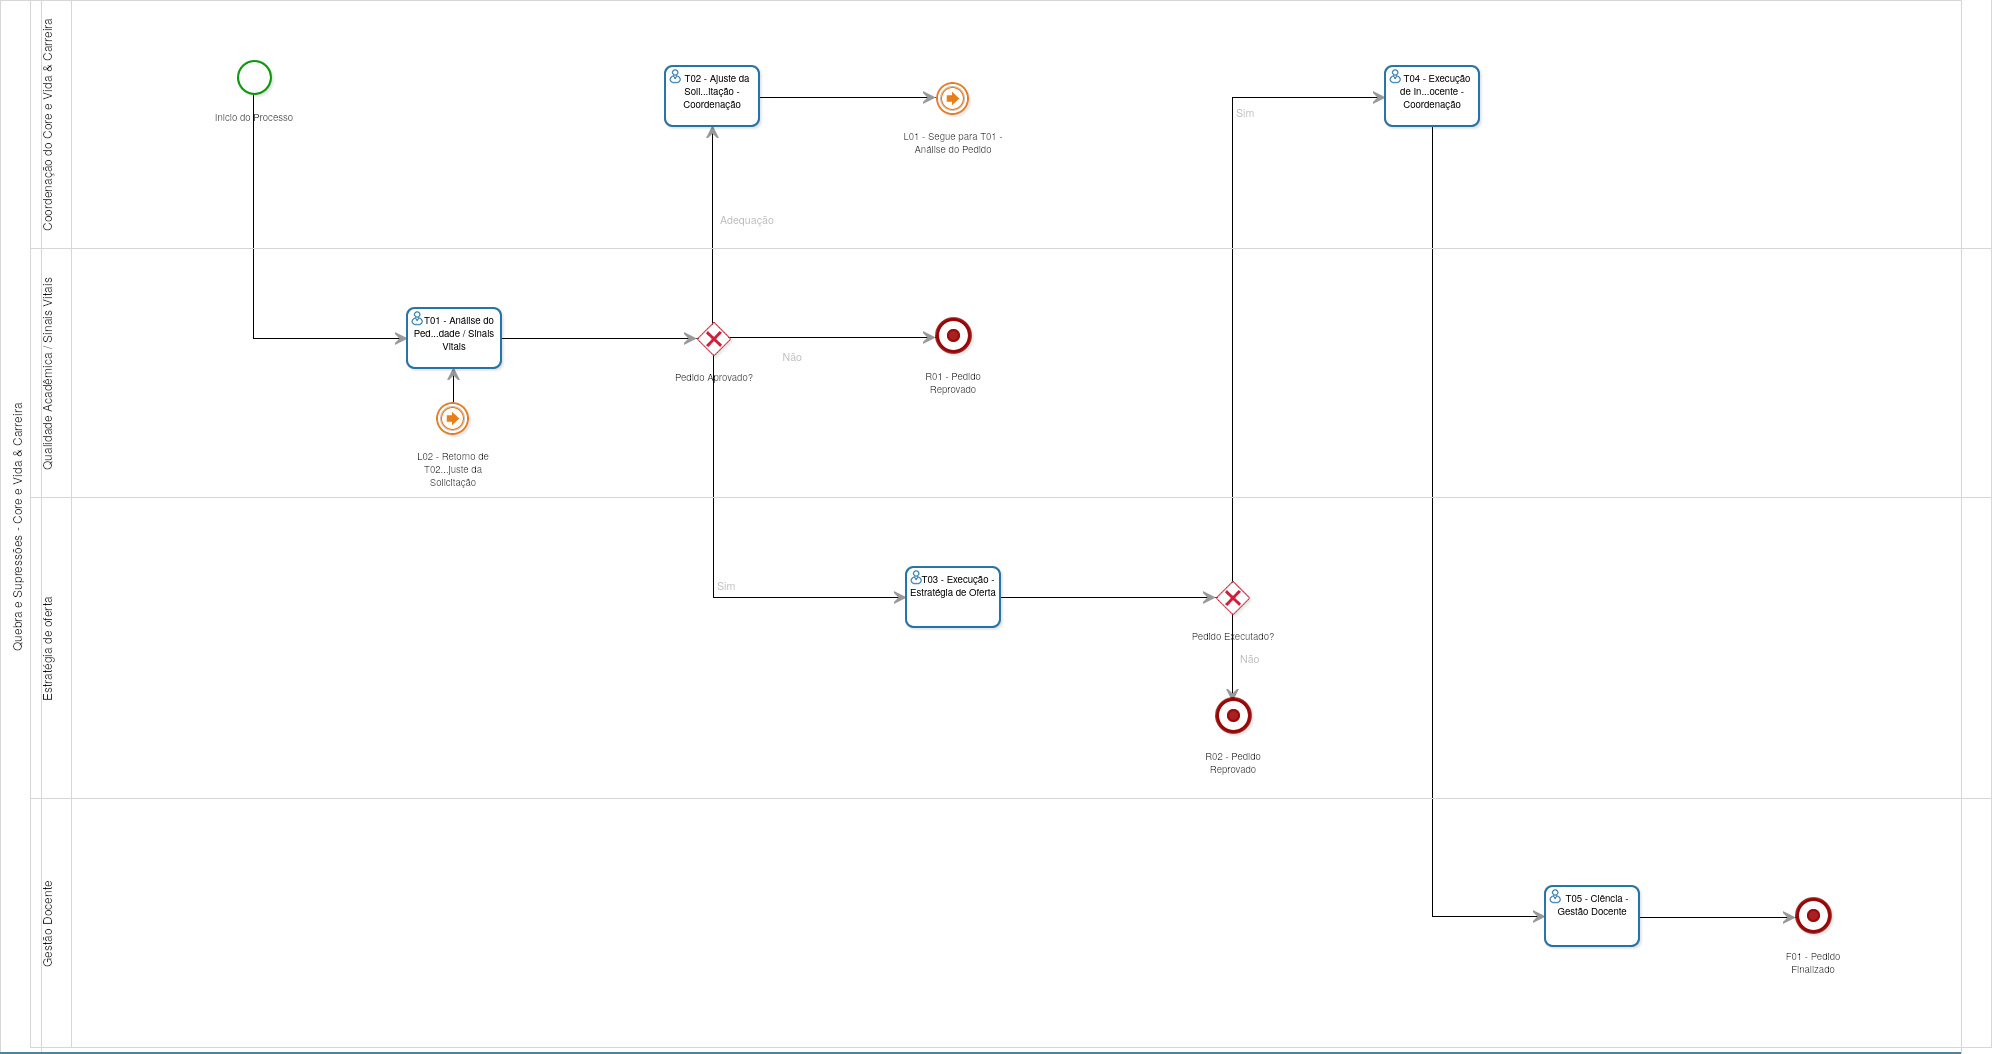 Quebra e Supressões - Core e Vida & Carreira
Coordenação do Core e Vida & Carreira
Início do Processo
T02 - Ajuste da
Soli...itação -
Coordenação
L01 - Segue para T01 -
Análise do Pedido
Adequação
Sim
T04 - Execução
de In...ocente -
Coordenação
Qualidade Acadêmica / Sinais Vitais
T01 - Análise do
Ped...dade / Sinais
Vitais
L02 - Retorno de
T02...juste da
Solicitação
Pedido Aprovado?
Não
R01 - Pedido
Reprovado
Estratégia de oferta
Sim
T03 - Execução -
Estratégia de Oferta
Pedido Executado?
Não
R02 - Pedido
Reprovado
Gestão Docente
T05 - Ciência -
Gestão Docente
F01 - Pedido
Finalizado